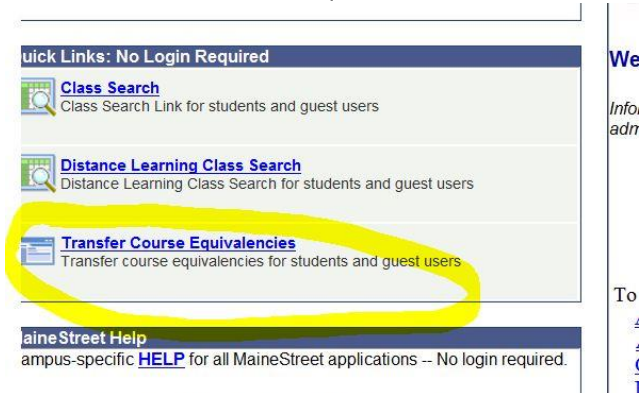 uick Links: No Login Required
Class Search
Class Search Link for students and guest users
Distance Learning Class Search
Distance Learning Class Search for students and guest users
Transfer Course Equivalencies
Transfer course equivalencies for students and guest users
aineStreet Help
ampus-specific HELP for all MaineStreet applications -- No login required.
We
Infor
adm
To